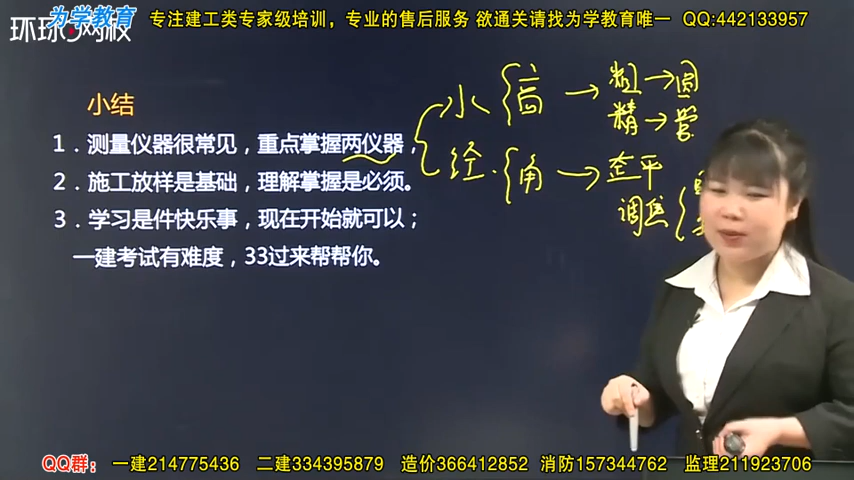 为学教育 专注建工类专家级培训，专业的售后服务 欲通关请找为学教育唯一 QQ:442133957
环球网校
小结
1．测量仪器很常见，重点掌握两仪器，
2．施工放样是基础，理解掌握是必须。
3．学习是件快乐事，现在开始就可以；
一建考试有难度，33过来帮帮你。
水 高 → 粗 → 圆
精 → 管
经 角 → 整平
调焦
QQ群： 一建214775436 二建334395879 造价366412852 消防157344762 监理211923706